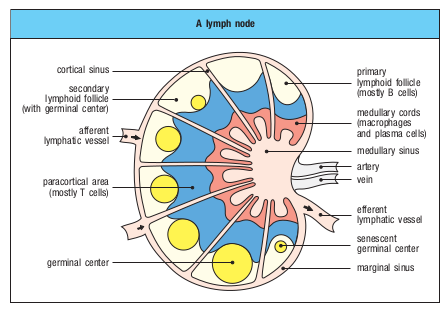 A lymph node
cortical sinus
secondary
lymphoid follicle
(with germinal center)
afferent
lymphatic vessel
paracortical area
(mostly T cells)
germinal center
primary
lymphoid follicle
(mostly B cells)
medullary cords
(macrophages
and plasma cells)
medullary sinus
artery
vein
efferent
lymphatic vessel
senescent
germinal center
marginal sinus